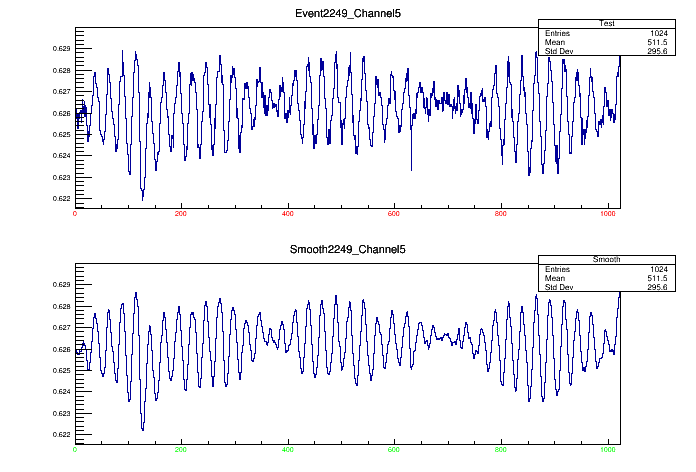 Event2249_Channel5
Test
Entries 1024
Mean 511.5
Std Dev 295.6
0.629
0.628
0.627
0.626
0.625
0.624
0.623
0.622
0 200 400 600 800 1000
Smooth2249_Channel5
Smooth
Entries 1024
Mean 511.5
Std Dev 295.6
0.629
0.628
0.627
0.626
0.625
0.624
0.623
0.622
0 200 400 600 800 1000